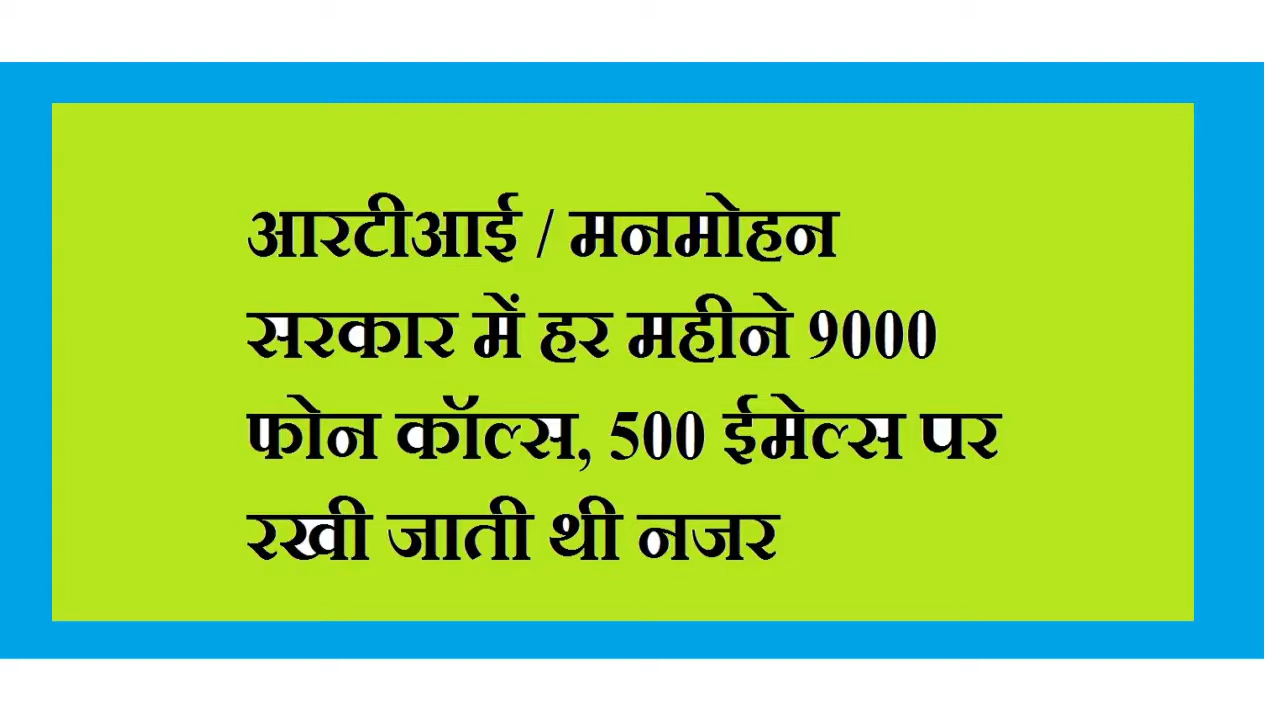 आरटीआई / मनमोहन
सरकार में हर महीने 9000
फोन कॉल्स, 500 ईमेल्स पर
रखी जाती थी नजर